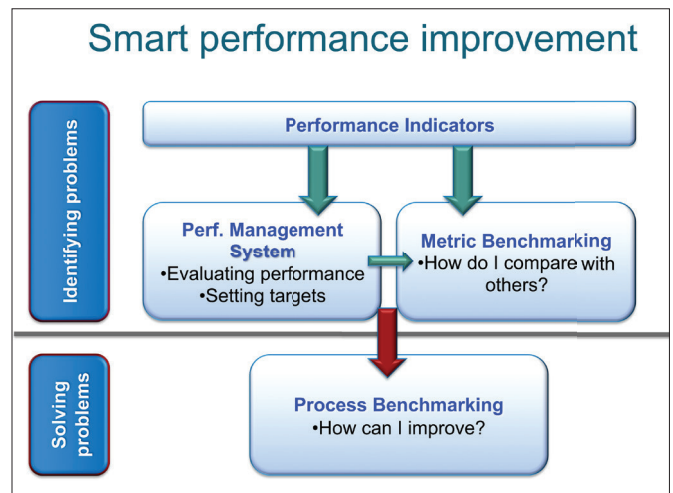 Smart performance improvement
Identifying problems
Performance Indicators
Perf. Management
System
•Evaluating performance
•Setting targets
Metric Benchmarking
•How do I compare with
others?
Solving
problems
Process Benchmarking
•How can I improve?